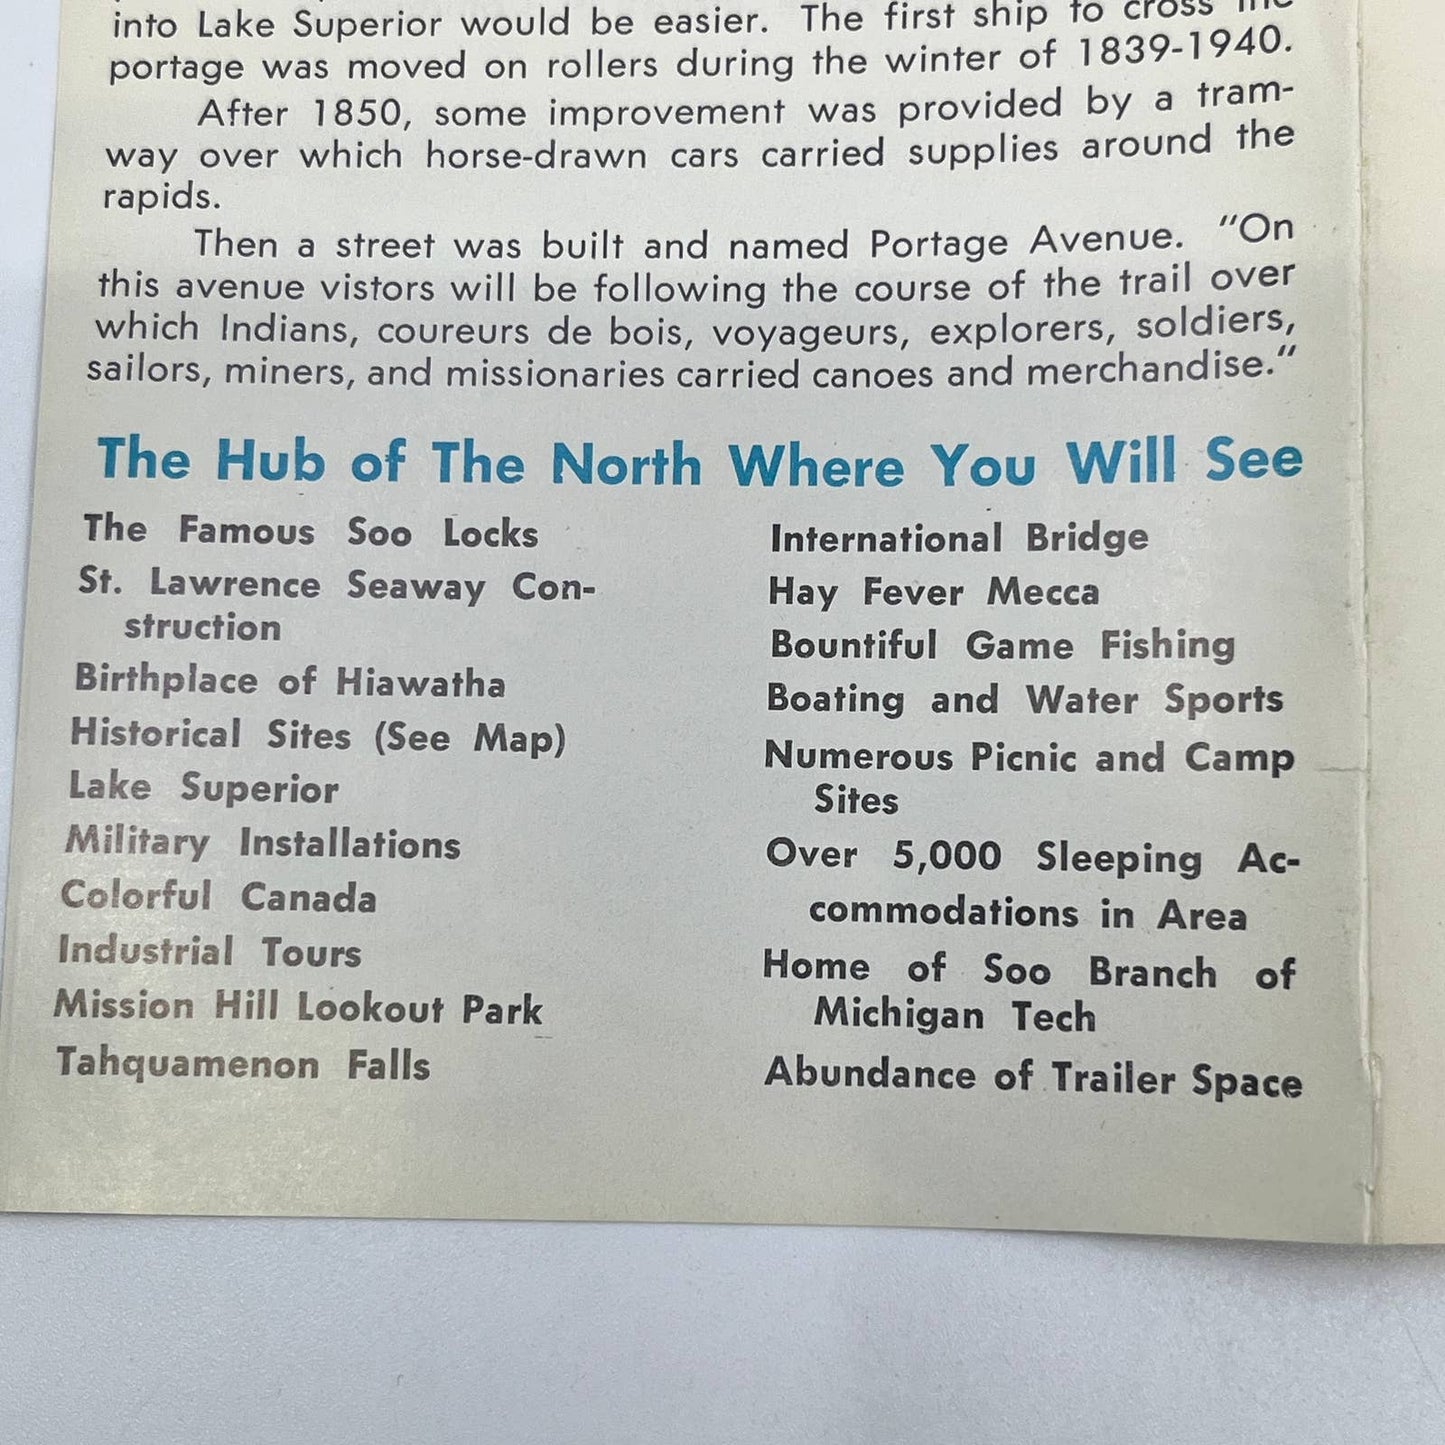 into Lake Superior would be easier. The first ship to cross the
portage was moved on rollers during the winter of 1839-1940.
After 1850, some improvement was provided by a tram-
way over which horse-drawn cars carried supplies around the
rapids.
Then a street was built and named Portage Avenue. "On
this avenue vistors will be following the course of the trail over
which Indians, coureurs de bois, voyageurs, explorers, soldiers,
sailors, miners, and missionaries carried canoes and merchandise."
The Hub of The North Where You Will See
The Famous Soo Locks
St. Lawrence Seaway Con-
struction
Birthplace of Hiawatha
Historical Sites (See Map)
Lake Superior
Military Installations
Colorful Canada
Industrial Tours
Mission Hill Lookout Park
Tahquamenon Falls
International Bridge
Hay Fever Mecca
Bountiful Game Fishing
Boating and Water Sports
Numerous Picnic and Camp
Sites
Over 5,000 Sleeping Ac-
commodations in Area
Home of Soo Branch of
Michigan Tech
Abundance of Trailer Space